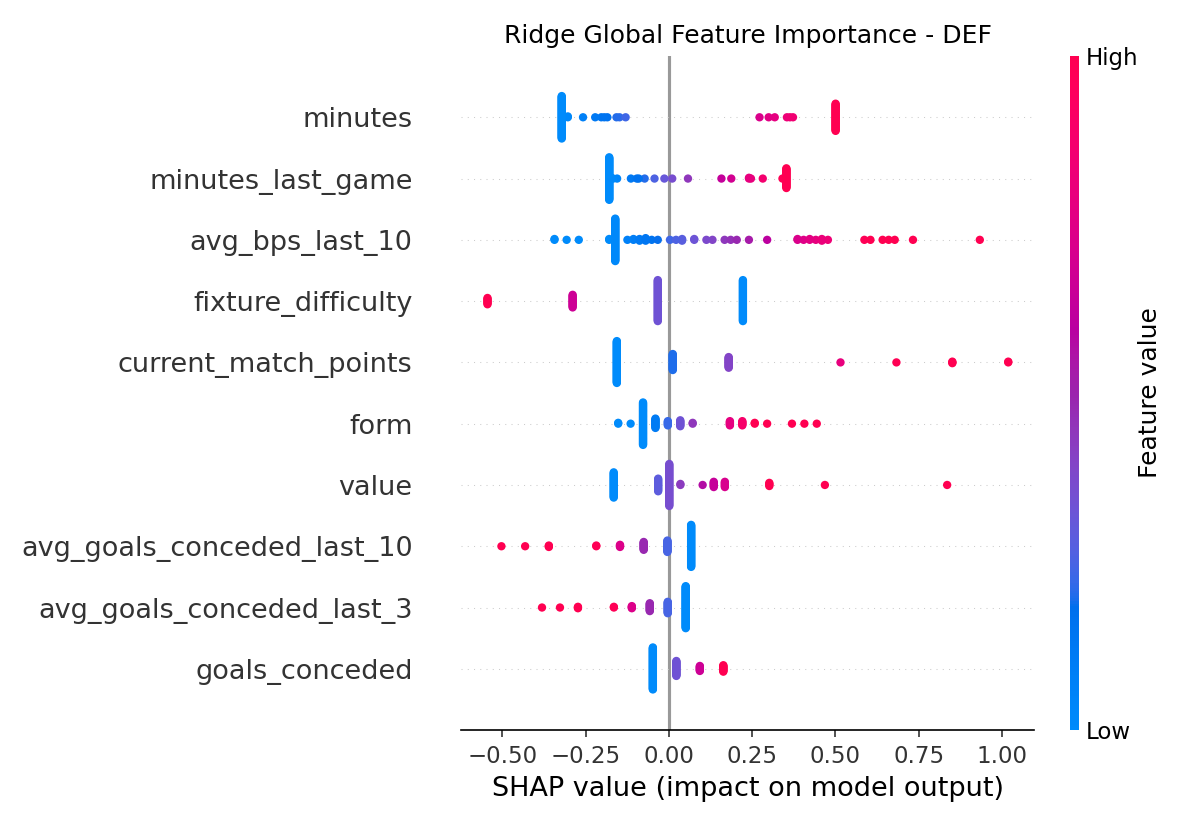 Ridge Global Feature Importance - DEF
High
minutes
minutes_last_game
avg_bps_last_10
fixture_difficulty
current_match_points
form
value
avg_goals_conceded_last_10
avg_goals_conceded_last_3
goals_conceded
Feature value
Low
−0.50 −0.25 0.00 0.25 0.50 0.75 1.00
SHAP value (impact on model output)